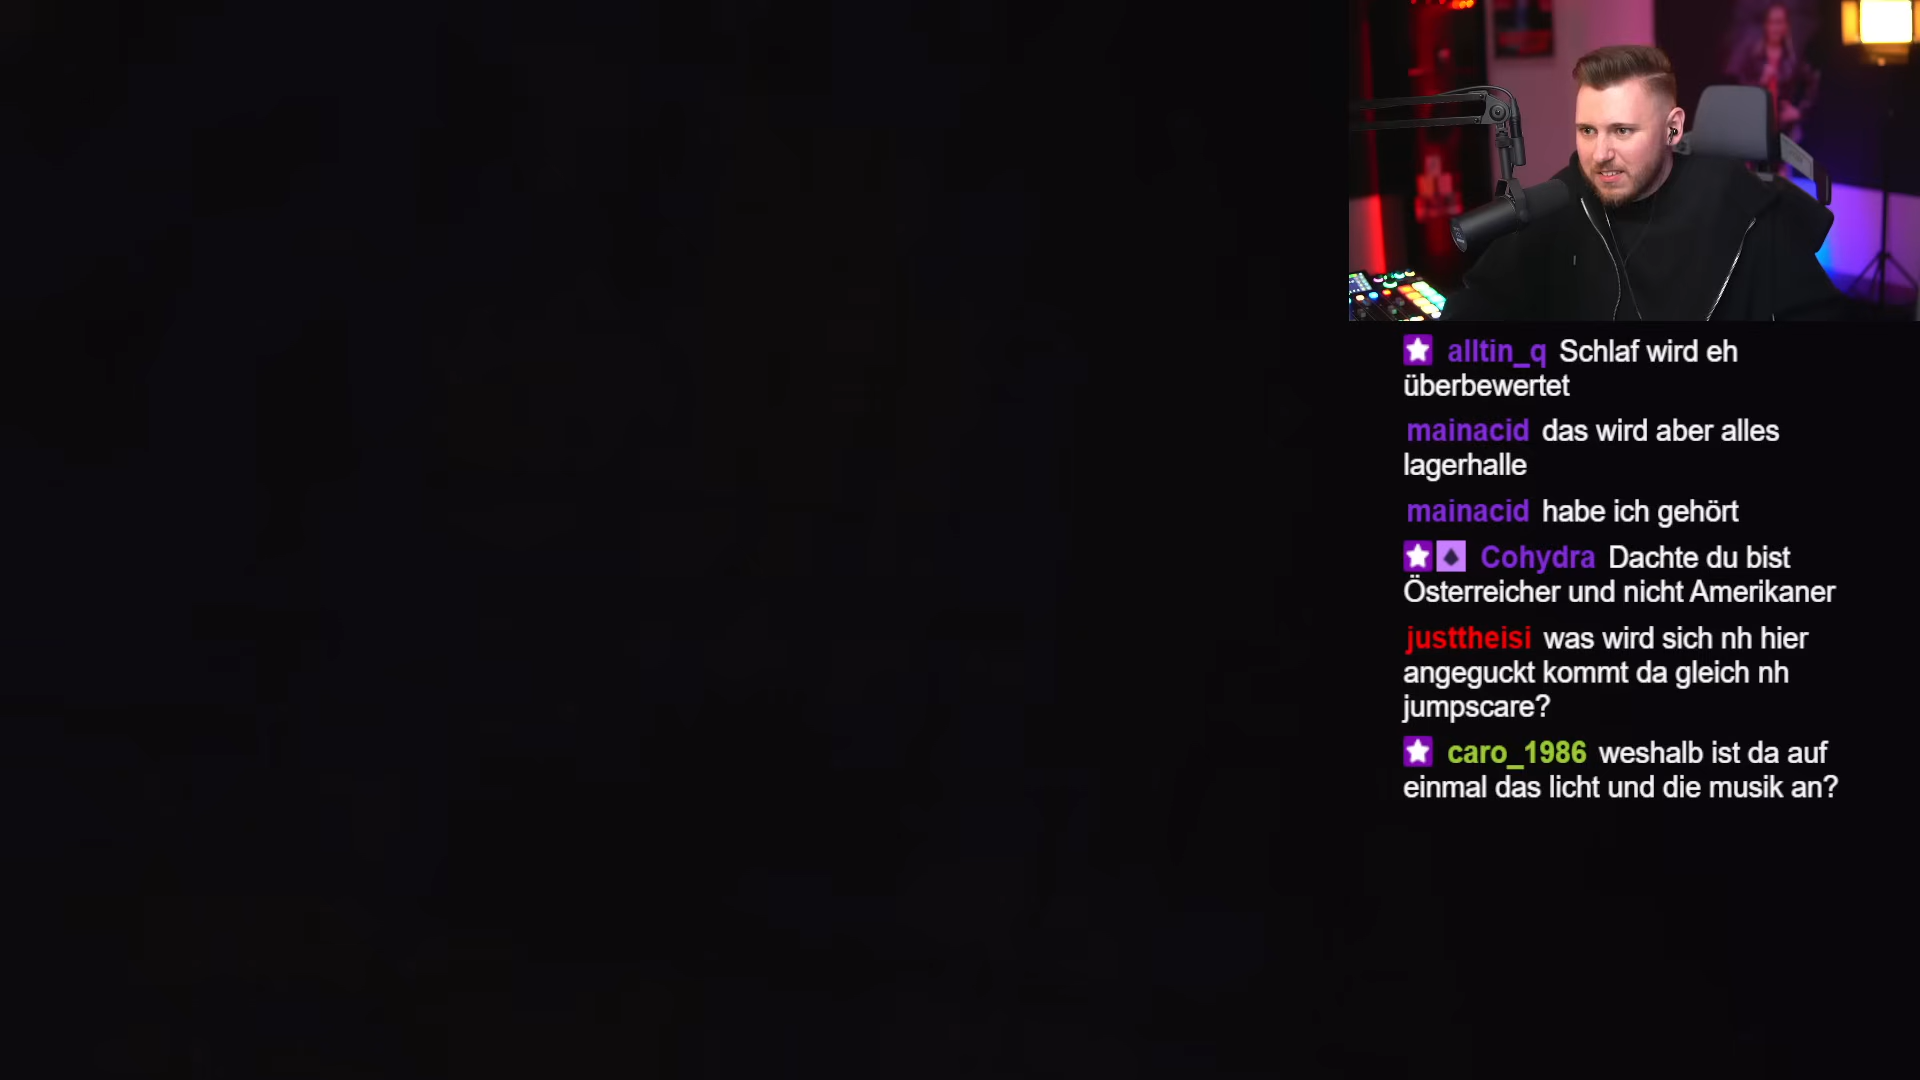 alltin_q Schlaf wird eh
überbewertet
mainacid das wird aber alles
lagerhalle
mainacid habe ich gehört
Cohydra Dachte du bist
Österreicher und nicht Amerikaner
justtheisi was wird sich nh hier
angeguckt kommt da gleich nh
jumpscare?
caro_1986 weshalb ist da auf
einmal das licht und die musik an?